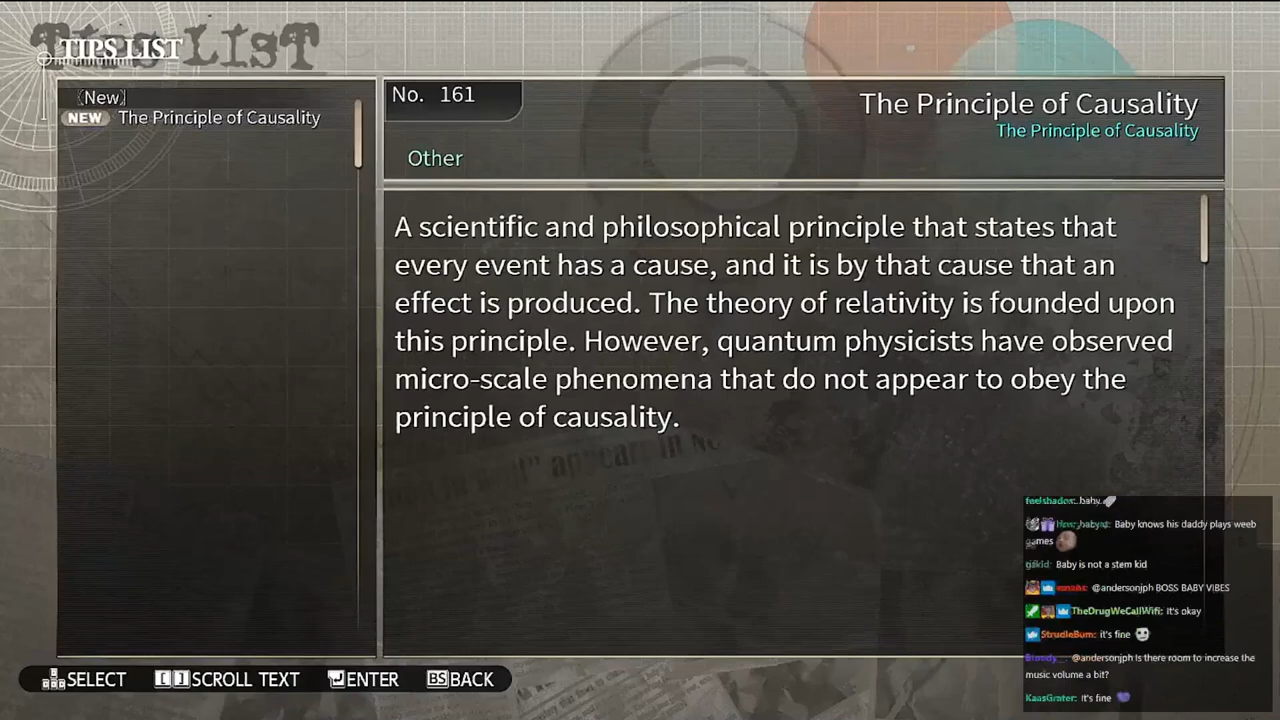 TIPS LIST
[New]
NEW The Principle of Causality
No. 161
The Principle of Causality
The Principle of Causality
Other
A scientific and philosophical principle that states that
every event has a cause, and it is by that cause that an
effect is produced. The theory of relativity is founded upon
this principle. However, quantum physicists have observed
micro-scale phenomena that do not appear to obey the
principle of causality.
feelshados: baby
Baby knows his daddy plays weeb
games
Baby is not a stem kid
@andersonjph BOSS BABY VIBES
TheDrugWeCallWifi: It's okay
StrudleBum: it's fine
@andersonjph Is there room to increase the
music volume a bit?
KaasGrater: It's fine
SELECT [ ] SCROLL TEXT ENTER BS BACK